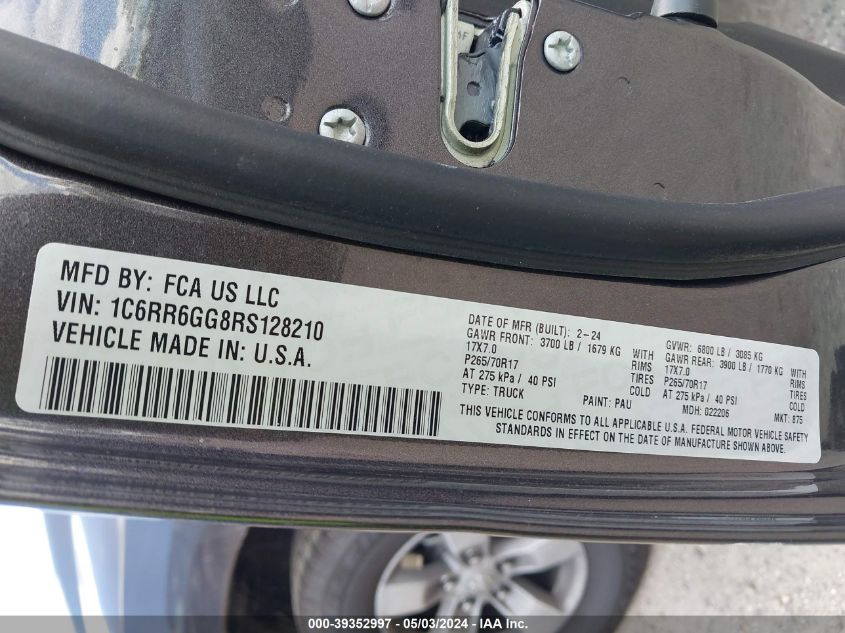 MFD BY: FCA US LLC
VIN: 1C6RR6GG8RS128210
VEHICLE MADE IN: U.S.A.
DATE OF MFR (BUILT): 2-24
GAWR FRONT: 3700 LB / 1679 KG WITH
17X7.0 RIMS
P265/70R17 TIRES
AT 275 kPa / 40 PSI COLD
TYPE: TRUCK PAINT: PAU
GVWR: 6800 LB / 3085 KG
GAWR REAR: 3900 LB / 1770 KG WITH
17X7.0 RIMS
P265/70R17 TIRES
AT 275 kPa / 40 PSI COLD
MDH: 022206 MKT: 875
THIS VEHICLE CONFORMS TO ALL APPLICABLE U.S.A. FEDERAL MOTOR VEHICLE SAFETY
STANDARDS IN EFFECT ON THE DATE OF MANUFACTURE SHOWN ABOVE.
000-39352997 - 05/03/2024 - IAA Inc.